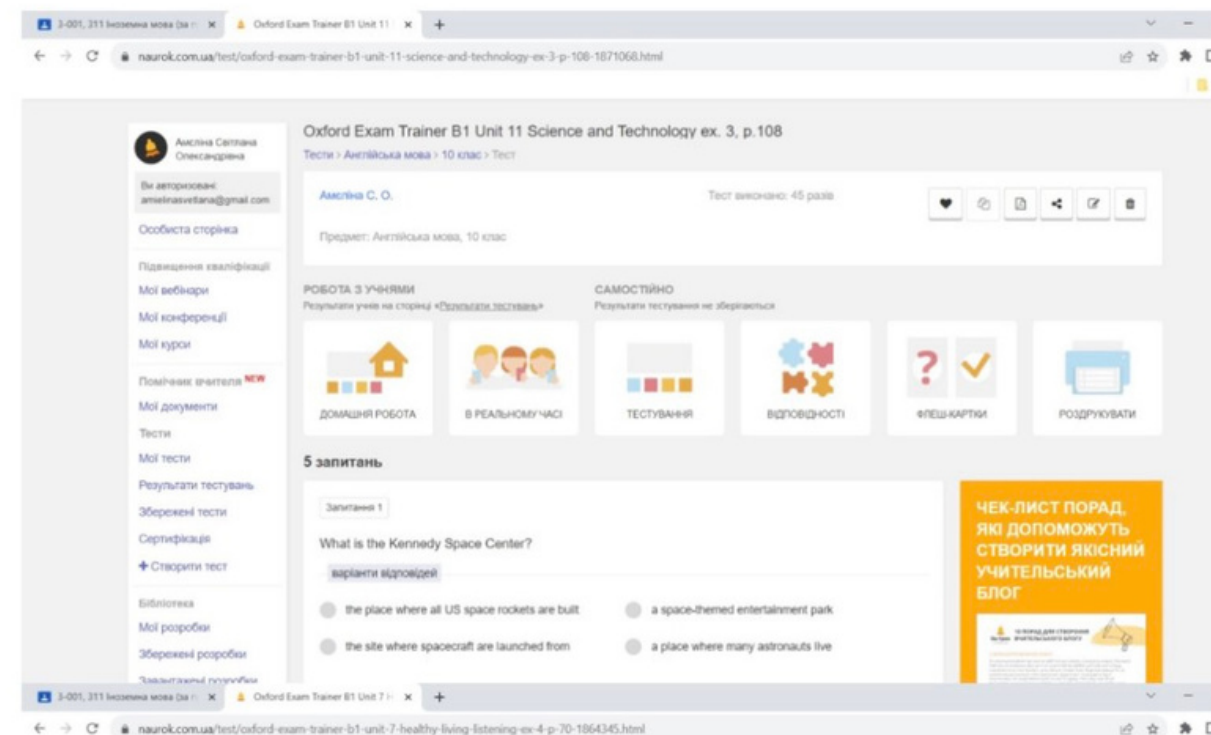 3-001, 311 Іноземна мова (за п
Oxford Exam Trainer B1 Unit 11
naurok.com.ua/test/oxford-exam-trainer-b1-unit-11-science-and-technology-ex-3-p-108-1871068.html
Амєліна Світлана
Олександрівна
Ви авторизовані:
amielinasvetlana@gmail.com
Особиста сторінка
Підвищення кваліфікації
Мої вебінари
Мої конференції
Мої курси
Помічник вчителя NEW
Мої документи
Тести
Мої тести
Результати тестувань
Збережені тести
Сертифікація
Створити тест
Бібліотека
Мої розробки
Збережені розробки
Завантажені розробки
Oxford Exam Trainer B1 Unit 11 Science and Technology ex. 3, p.108
Тести > Англійська мова > 10 клас > Тест
Амєліна С. О.
Тест виконано: 45 разів
Предмет: Англійська мова, 10 клас
РОБОТА З УЧНЯМИ
Результати учнів на сторінці «Результати тестувань»
САМОСТІЙНО
Результати тестування не зберігаються
ДОМАШНЯ РОБОТА
В РЕАЛЬНОМУ ЧАСІ
ТЕСТУВАННЯ
ВІДПОВІДНОСТІ
ФЛЕШ-КАРТКИ
РОЗДРУКУВАТИ
5 запитань
Запитання 1
What is the Kennedy Space Center?
варіанти відповідей
the place where all US space rockets are built
a space-themed entertainment park
the site where spacecraft are launched from
a place where many astronauts live
ЧЕК-ЛИСТ ПОРАД,
ЯКІ ДОПОМОЖУТЬ
СТВОРИТИ ЯКІСНИЙ
УЧИТЕЛЬСЬКИЙ
БЛОГ
10 ПОРАД ДЛЯ СТВОРЕННЯ
ВЧИТЕЛЬСЬКОГО БЛОГУ
3-001, 311 Іноземна мова (за п
Oxford Exam Trainer B1 Unit 7 H
naurok.com.ua/test/oxford-exam-trainer-b1-unit-7-healthy-living-listening-ex-4-p-70-1864345.html